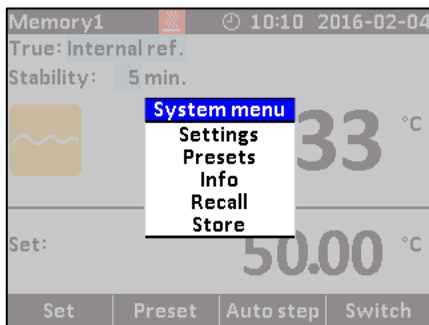 Memory1 10:10 2016-02-04
True: Internal ref.
Stability: 5 min.
System menu
Settings
Presets
Info
Recall
Store
33 °C
Set: 50.00 °C
Set Preset Auto step Switch